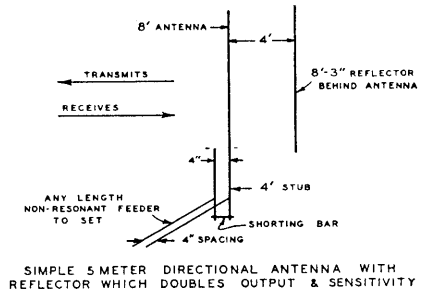 8' ANTENNA
4'
TRANSMITS
8'-3" REFLECTOR
BEHIND ANTENNA
RECEIVES
4"
4' STUB
ANY LENGTH
NON-RESONANT FEEDER
TO SET
SHORTING BAR
4" SPACING
SIMPLE 5 METER DIRECTIONAL ANTENNA WITH
REFLECTOR WHICH DOUBLES OUTPUT & SENSITIVITY